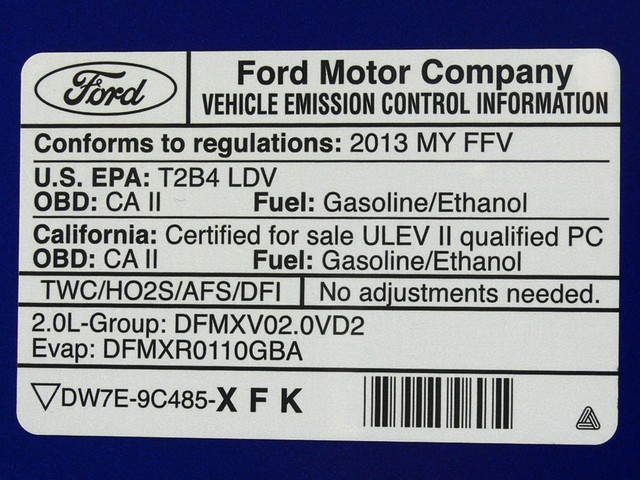 Ford
Ford Motor Company
VEHICLE EMISSION CONTROL INFORMATION
Conforms to regulations: 2013 MY FFV
U.S. EPA: T2B4 LDV
OBD: CA II Fuel: Gasoline/Ethanol
California: Certified for sale ULEV II qualified PC
OBD: CA II Fuel: Gasoline/Ethanol
TWC/HO2S/AFS/DFI No adjustments needed.
2.0L-Group: DFMXV02.0VD2
Evap: DFMXR0110GBA
▽DW7E-9C485-X F K